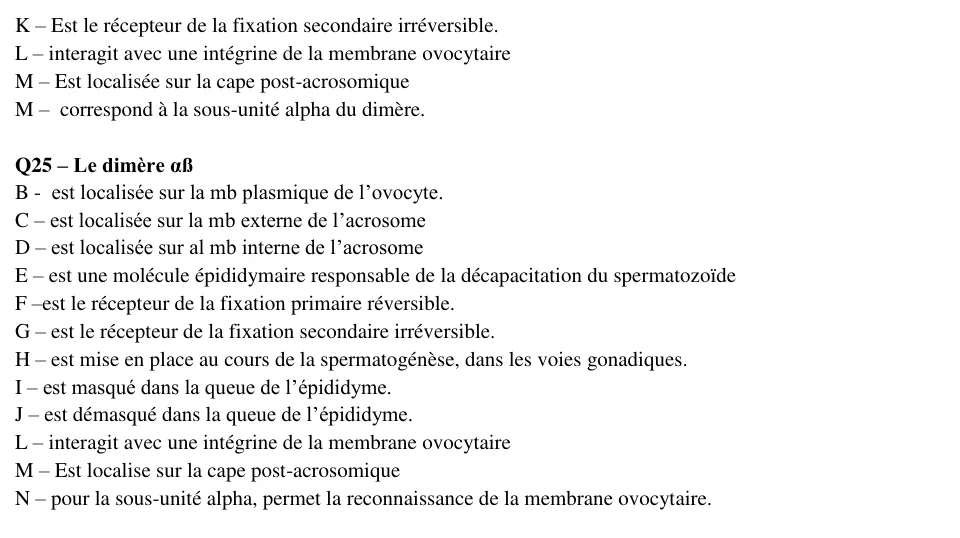 K – Est le récepteur de la fixation secondaire irréversible.
L – interagit avec une intégrine de la membrane ovocytaire
M – Est localisée sur la cape post-acrosomique
M –  correspond à la sous-unité alpha du dimère.
Q25 – Le dimère αß
B -  est localisée sur la mb plasmique de l’ovocyte.
C – est localisée sur la mb externe de l’acrosome
D – est localisée sur al mb interne de l’acrosome
E – est une molécule épididymaire responsable de la décapacitation du spermatozoïde
F –est le récepteur de la fixation primaire réversible.
G – est le récepteur de la fixation secondaire irréversible.
H – est mise en place au cours de la spermatogénèse, dans les voies gonadiques.
I – est masqué dans la queue de l’épididyme.
J – est démasqué dans la queue de l’épididyme.
L – interagit avec une intégrine de la membrane ovocytaire
M – Est localise sur la cape post-acrosomique
N – pour la sous-unité alpha, permet la reconnaissance de la membrane ovocytaire.